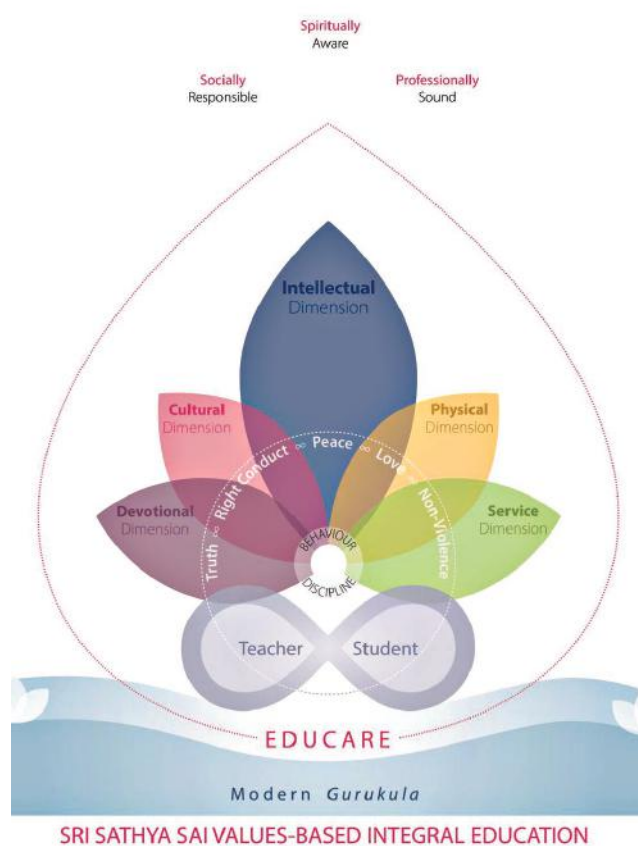 Spiritually
Aware
Socially
Responsible
Professionally
Sound
Intellectual
Dimension
Cultural
Dimension
Physical
Dimension
Devotional
Dimension
Service
Dimension
Truth ∞ Right Conduct ∞ Peace ∞ Love ∞ Non-Violence
BEHAVIOUR
DISCIPLINE
Teacher
Student
EDUCARE
Modern Gurukula
SRI SATHYA SAI VALUES-BASED INTEGRAL EDUCATION